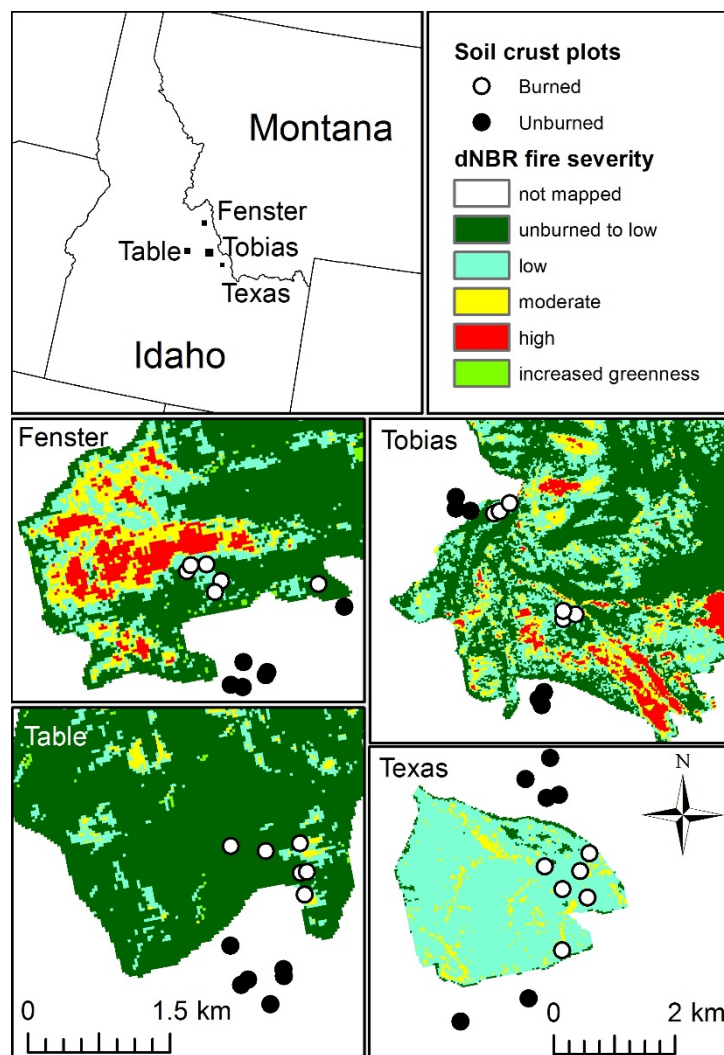 Montana
Fenster
Table
Tobias
Texas
Idaho
Soil crust plots
Burned
Unburned
dNBR fire severity
not mapped
unburned to low
low
moderate
high
increased greenness
Fenster
Tobias
Table
0 1.5 km
Texas
N
0 2 km